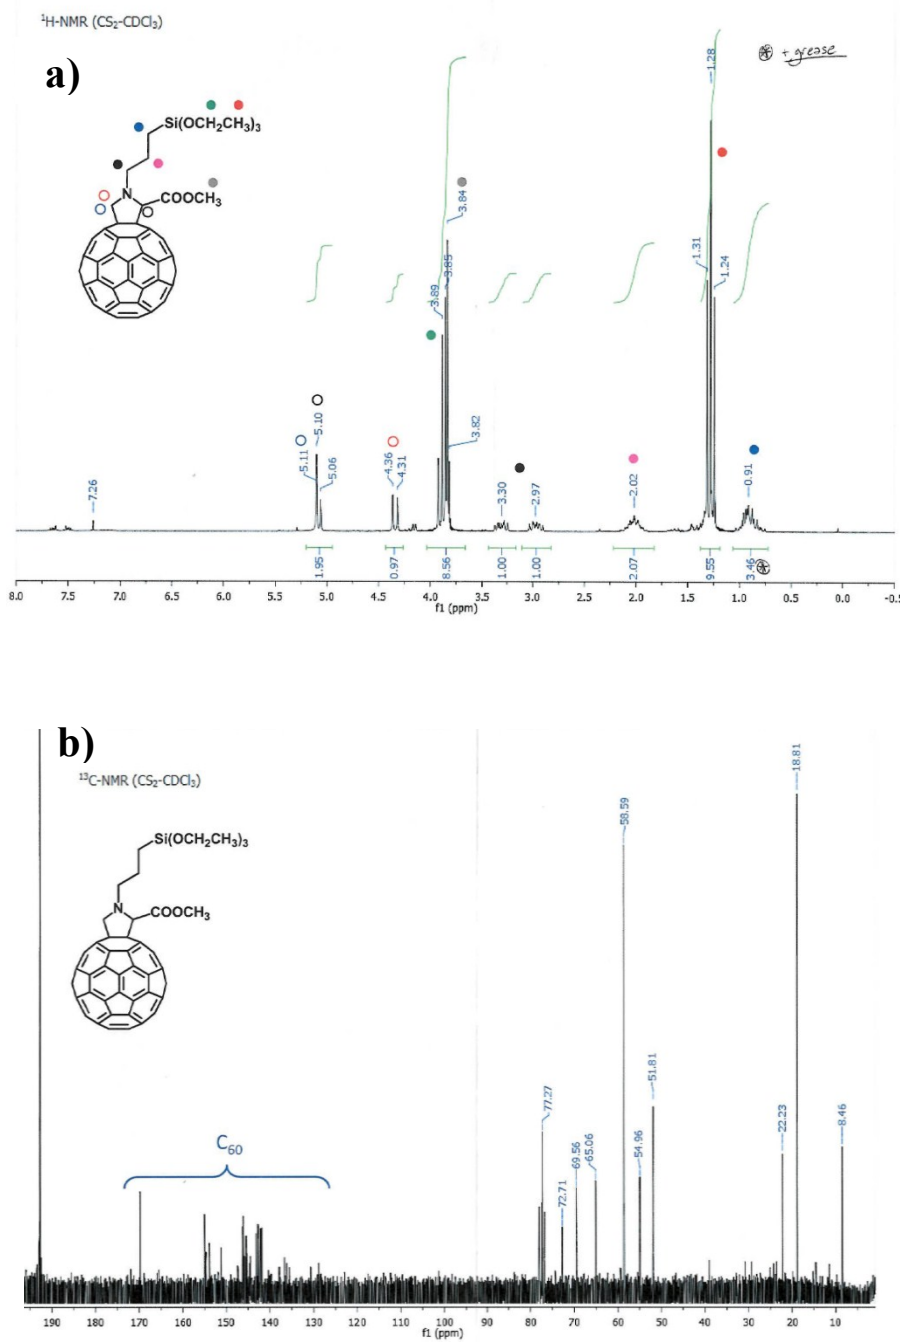 ¹H-NMR (CS₂-CDCl₃)
+ grease
a)
Si(OCH₂CH₃)₃
N
COOCH₃
7.26
5.11
5.10
5.06
4.36
4.31
3.89
3.85
3.84
3.82
3.30
2.97
2.02
1.31
1.28
1.24
0.91
1.95
0.97
8.56
1.00
1.00
2.07
9.55
3.46
8.0 7.5 7.0 6.5 6.0 5.5 5.0 4.5 4.0 3.5 3.0 2.5 2.0 1.5 1.0 0.5 0.0 -0.5
f1 (ppm)
b)
¹³C-NMR (CS₂-CDCl₃)
Si(OCH₂CH₃)₃
N
COOCH₃
C₆₀
77.27
72.71
69.56
65.06
58.59
54.96
51.81
22.23
18.81
8.46
190 180 170 160 150 140 130 120 110 100 90 80 70 60 50 40 30 20 10
f1 (ppm)